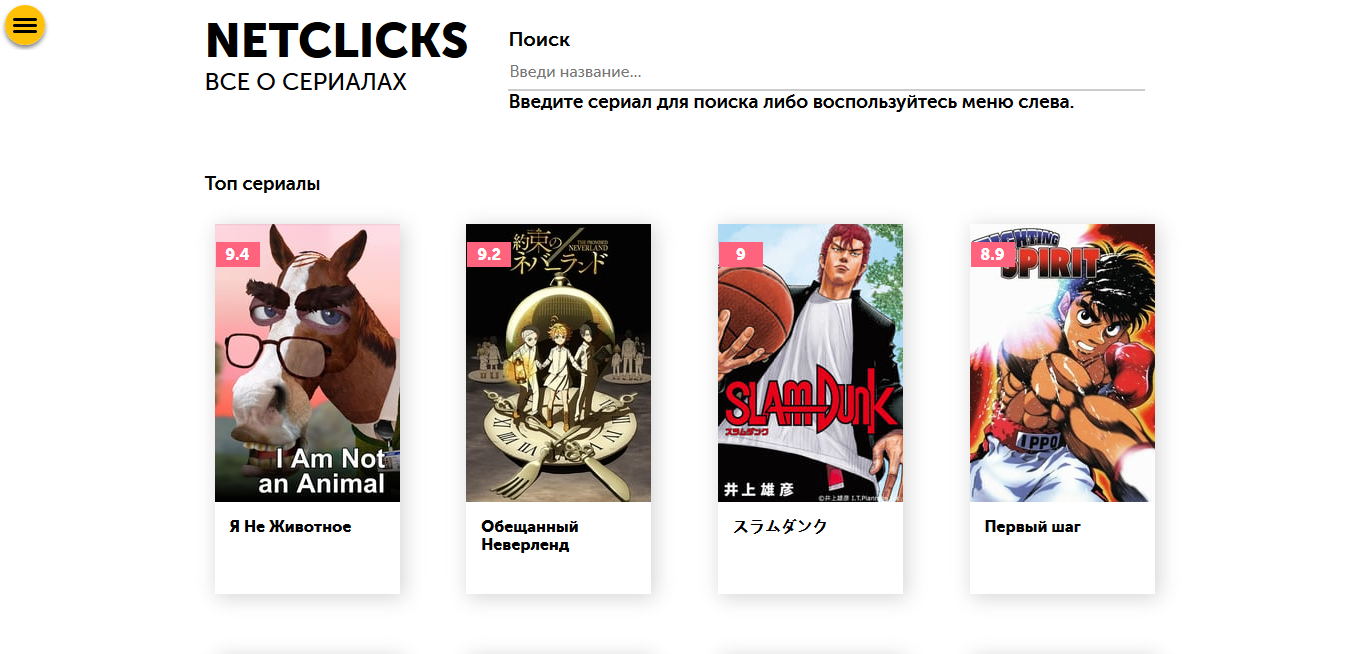 NETCLICKS
ВСЕ О СЕРИАЛАХ
Поиск
Введи название...
Введите сериал для поиска либо воспользуйтесь меню слева.
Топ сериалы
9.4
I Am Not
an Animal
Я Не Животное
9.2
約束の
THE PROMISED
NEVERLAND
ネバーランド
Обещанный
Неверленд
9
SLAM DUNK
スラムダンク
井上雄彦
スラムダンク
8.9
FIGHTING
SPIRIT
IPPO
Первый шаг